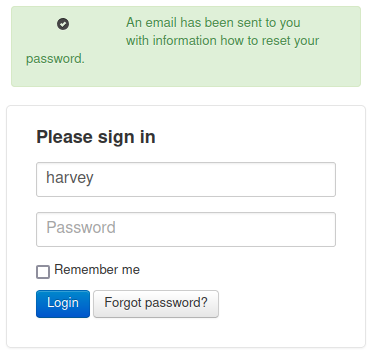 An email has been sent to you
with information how to reset your
password.
Please sign in
harvey
Password
Remember me
Login Forgot password?